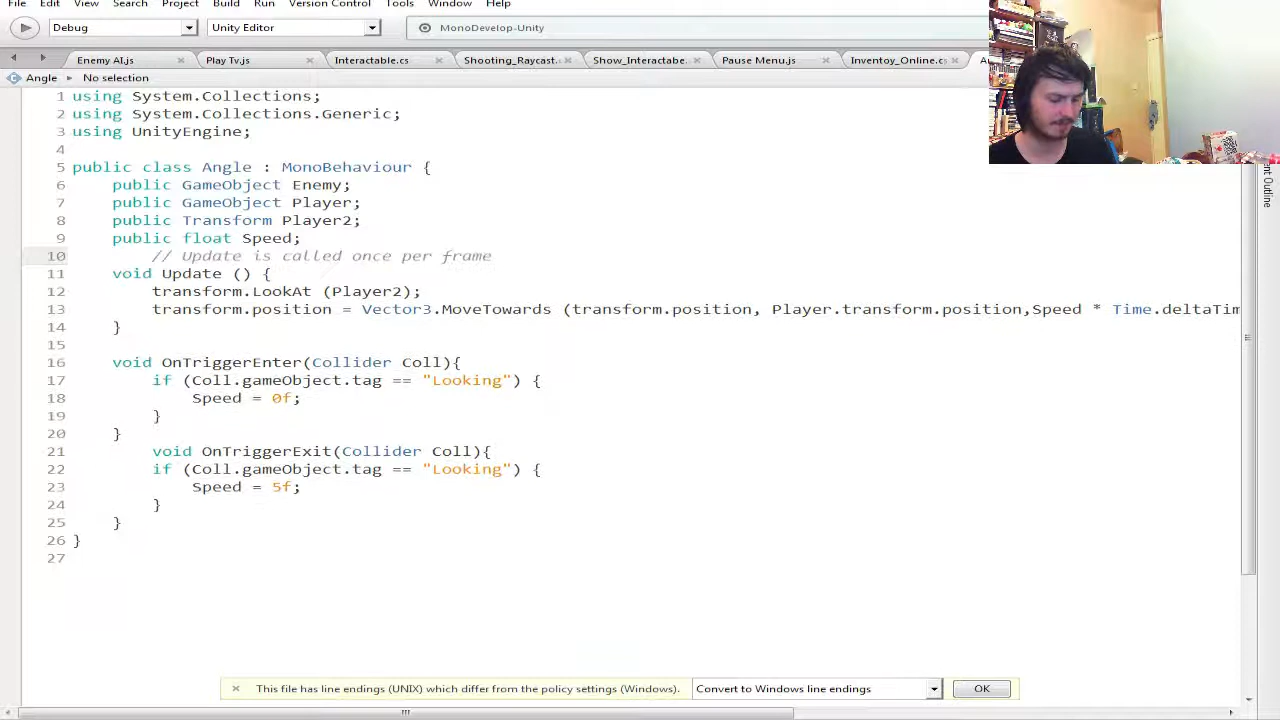 File Edit View Search Project Build Run Version Control Tools Window Help
Debug Unity Editor MonoDevelop-Unity
Enemy AI.js Play Tv.js Interactable.cs Shooting_Raycast. Show_Interactabe. Pause Menu.js Inventoy_Online.cs
Angle No selection
1 using System.Collections;
2 using System.Collections.Generic;
3 using UnityEngine;
4
5 public class Angle : MonoBehaviour {
6 public GameObject Enemy;
7 public GameObject Player;
8 public Transform Player2;
9 public float Speed;
10 // Update is called once per frame
11 void Update () {
12 transform.LookAt (Player2);
13 transform.position = Vector3.MoveTowards (transform.position, Player.transform.position,Speed * Time.deltaTim
14 }
15
16 void OnTriggerEnter(Collider Coll){
17 if (Coll.gameObject.tag == "Looking") {
18 Speed = 0f;
19 }
20 }
21 void OnTriggerExit(Collider Coll){
22 if (Coll.gameObject.tag == "Looking") {
23 Speed = 5f;
24 }
25 }
26 }
27
ent Outline
This file has line endings (UNIX) which differ from the policy settings (Windows). Convert to Windows line endings OK